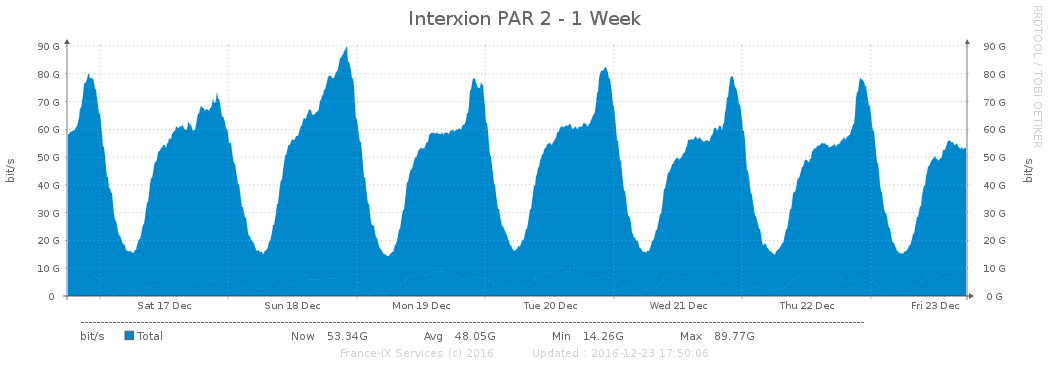 Interxion PAR 2 - 1 Week
RRDTOOL / TOBI OETIKER
bit/s
90 G 90 G
80 G 80 G
70 G 70 G
60 G 60 G
50 G 50 G
40 G 40 G
30 G 30 G
20 G 20 G
10 G 10 G
0 0 G
bit/s
Sat 17 Dec Sun 18 Dec Mon 19 Dec Tue 20 Dec Wed 21 Dec Thu 22 Dec Fri 23 Dec
bit/s Total Now 53.34G Avg 48.05G Min 14.26G Max 89.77G
France-IX Services (c) 2016 Updated : 2016-12-23 17:50:06